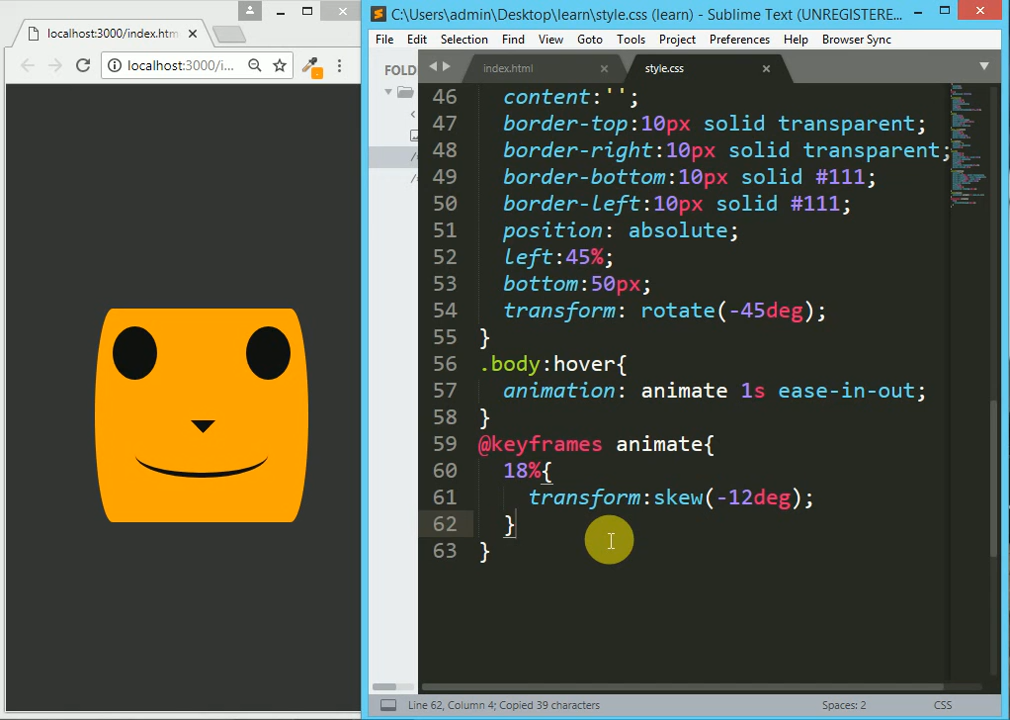 localhost:3000/index.htm
localhost:3000/i...
C:\Users\admin\Desktop\learn\style.css (learn) - Sublime Text (UNREGISTERE...
File Edit Selection Find View Goto Tools Project Preferences Help Browser Sync
FOLD
index.html
style.css
46 content:'';
47 border-top:10px solid transparent;
48 border-right:10px solid transparent;
49 border-bottom:10px solid #111;
50 border-left:10px solid #111;
51 position: absolute;
52 left:45%;
53 bottom:50px;
54 transform: rotate(-45deg);
55 }
56 .body:hover{
57 animation: animate 1s ease-in-out;
58 }
59 @keyframes animate{
60 18%{
61 transform:skew(-12deg);
62 }
63 }
Line 62, Column 4; Copied 39 characters
Spaces: 2
CSS